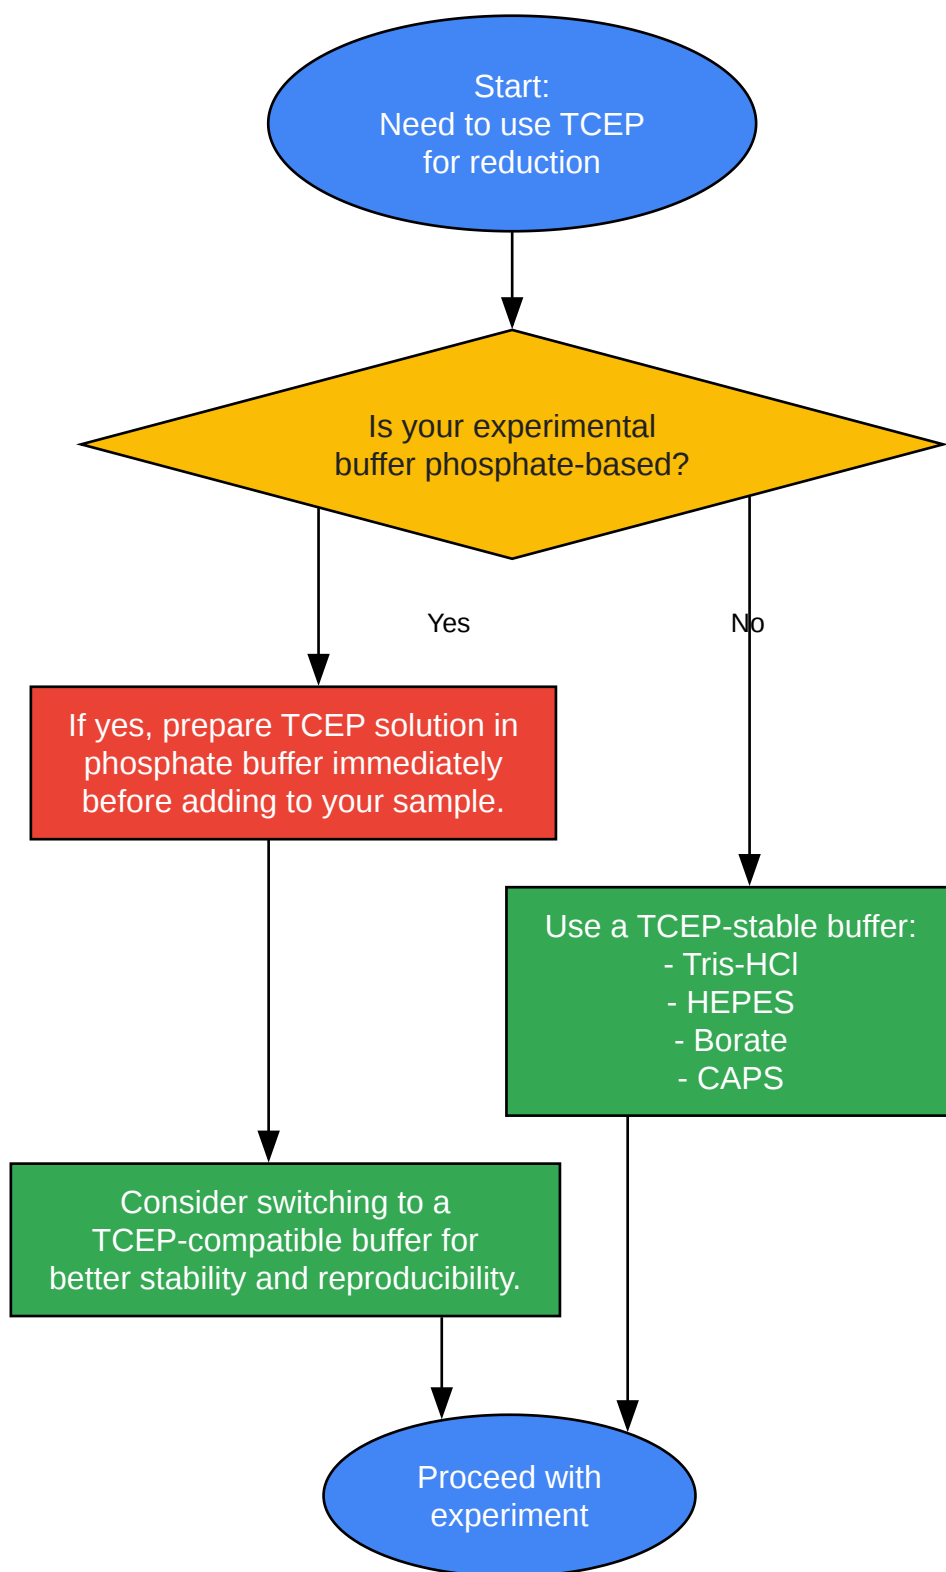 Start:
Need to use TCEP
for reduction
Is your experimental
buffer phosphate-based?
Yes
No
If yes, prepare TCEP solution in
phosphate buffer immediately
before adding to your sample.
Use a TCEP-stable buffer:
- Tris-HCl
- HEPES
- Borate
- CAPS
Consider switching to a
TCEP-compatible buffer for
better stability and reproducibility.
Proceed with
experiment